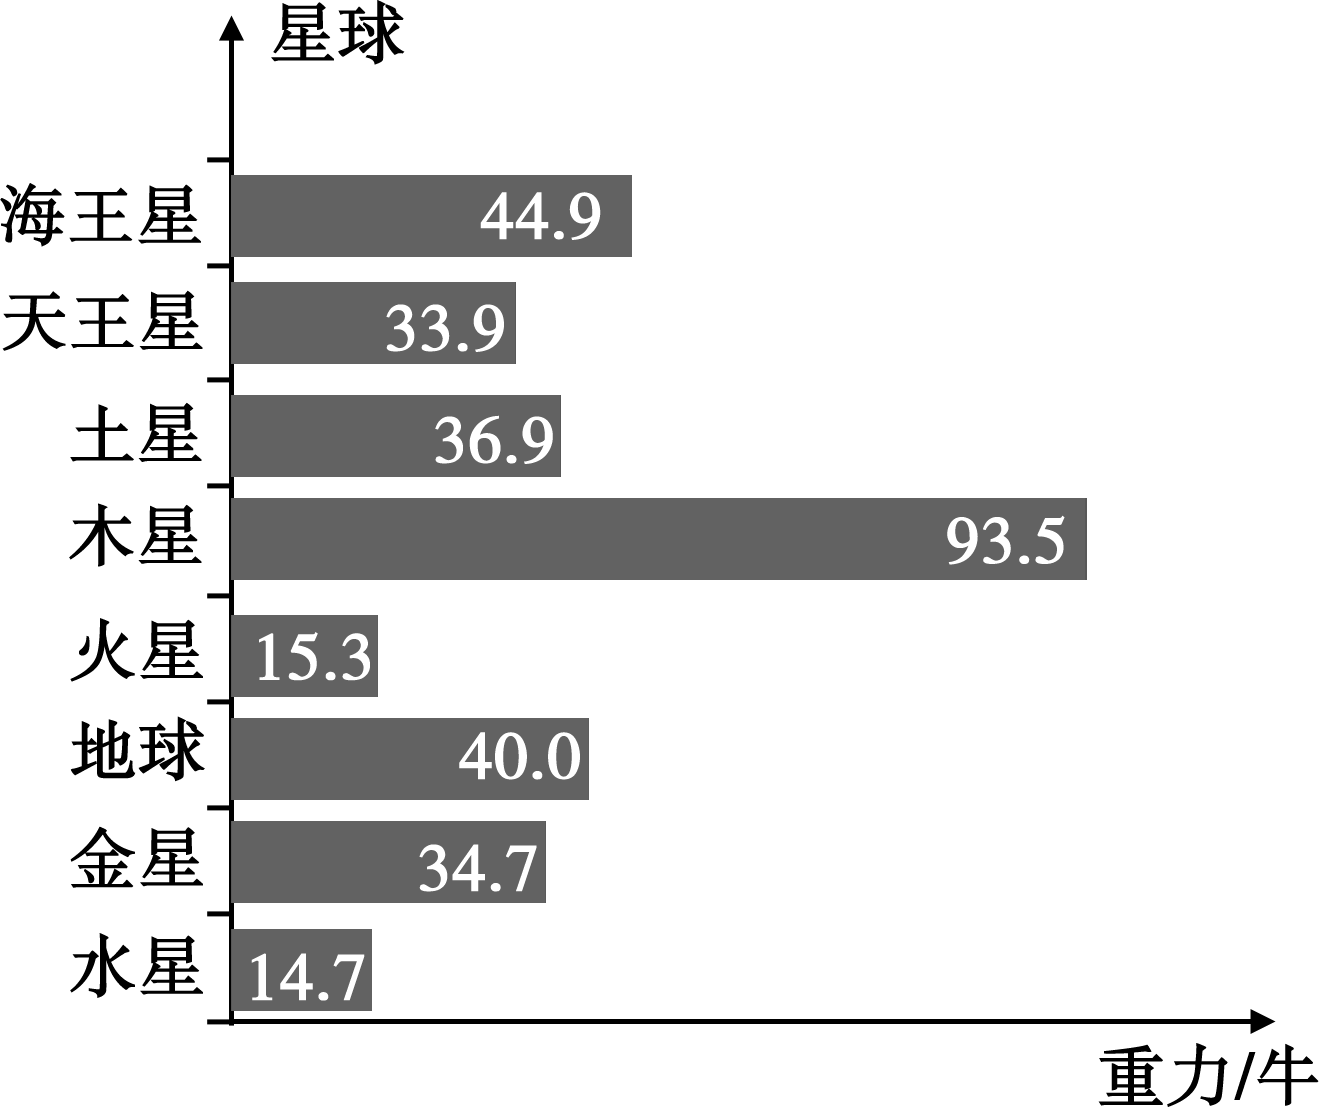 星球
海王星 44.9
天王星 33.9
土星 36.9
木星 93.5
火星 15.3
地球 40.0
金星 34.7
水星 14.7
重力/牛